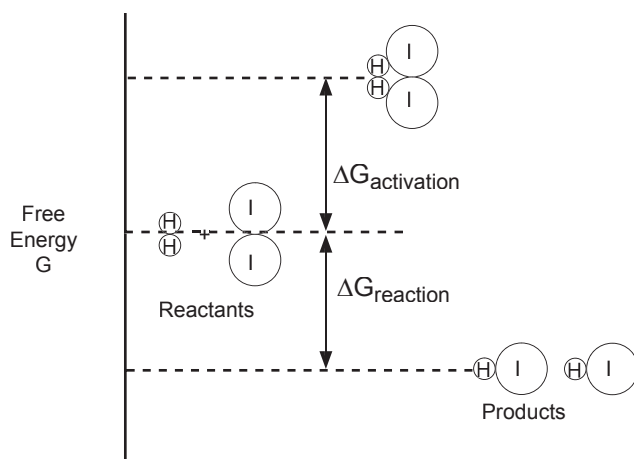 I
H
H
I
ΔGactivation
Free
Energy
G
H
H
+
I
I
Reactants
ΔGreaction
H I H I
Products